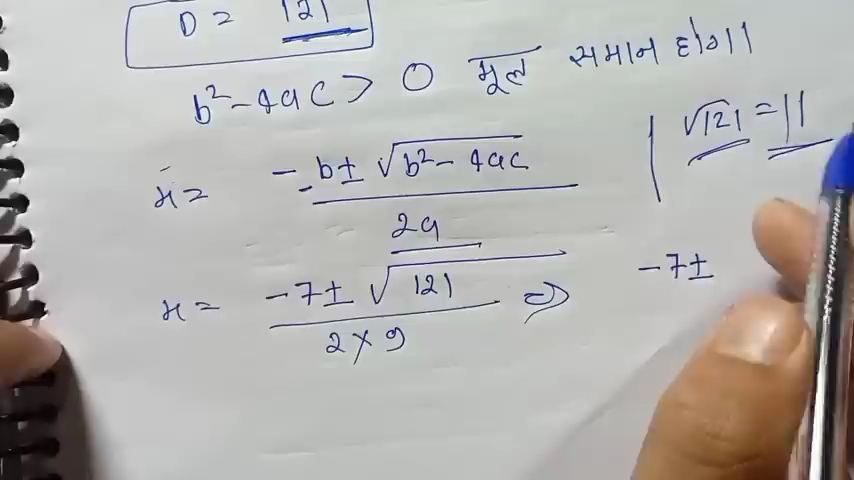 D = 121
b² - 4ac > 0 मूल समान होगा।
√121 = 11
x = -b ± √b² - 4ac
2a
x = -7 ± √121 ⇒ -7 ±
2 × 9